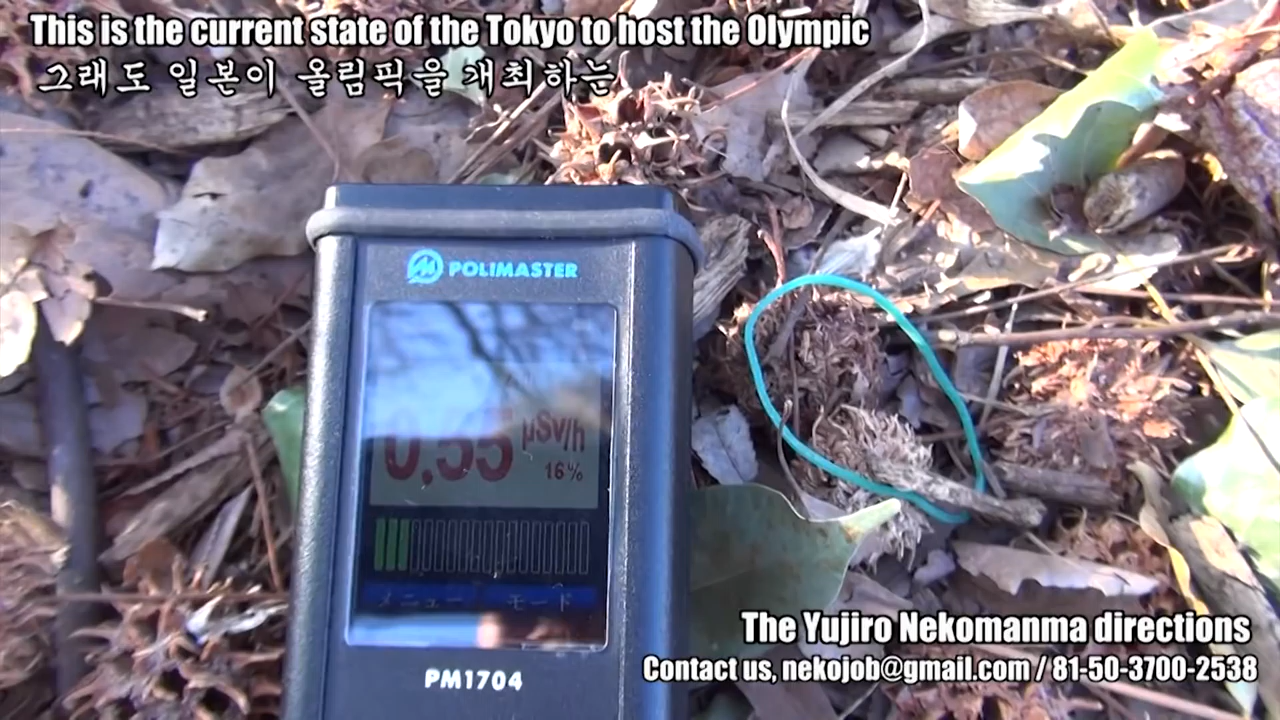 This is the current state of the Tokyo to host the Olympic
그래도 일본이 올림픽을 개최하는
POLIMASTER
0.55 µSv/h
16%
メニュー モード
PM1704
The Yujiro Nekomanma directions
Contact us, nekojob@gmail.com / 81-50-3700-2538